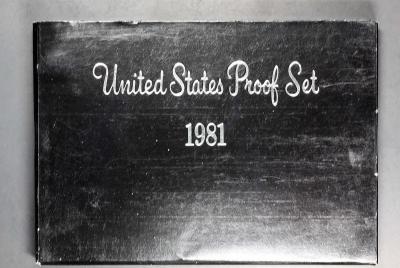 United States Proof Set
1981